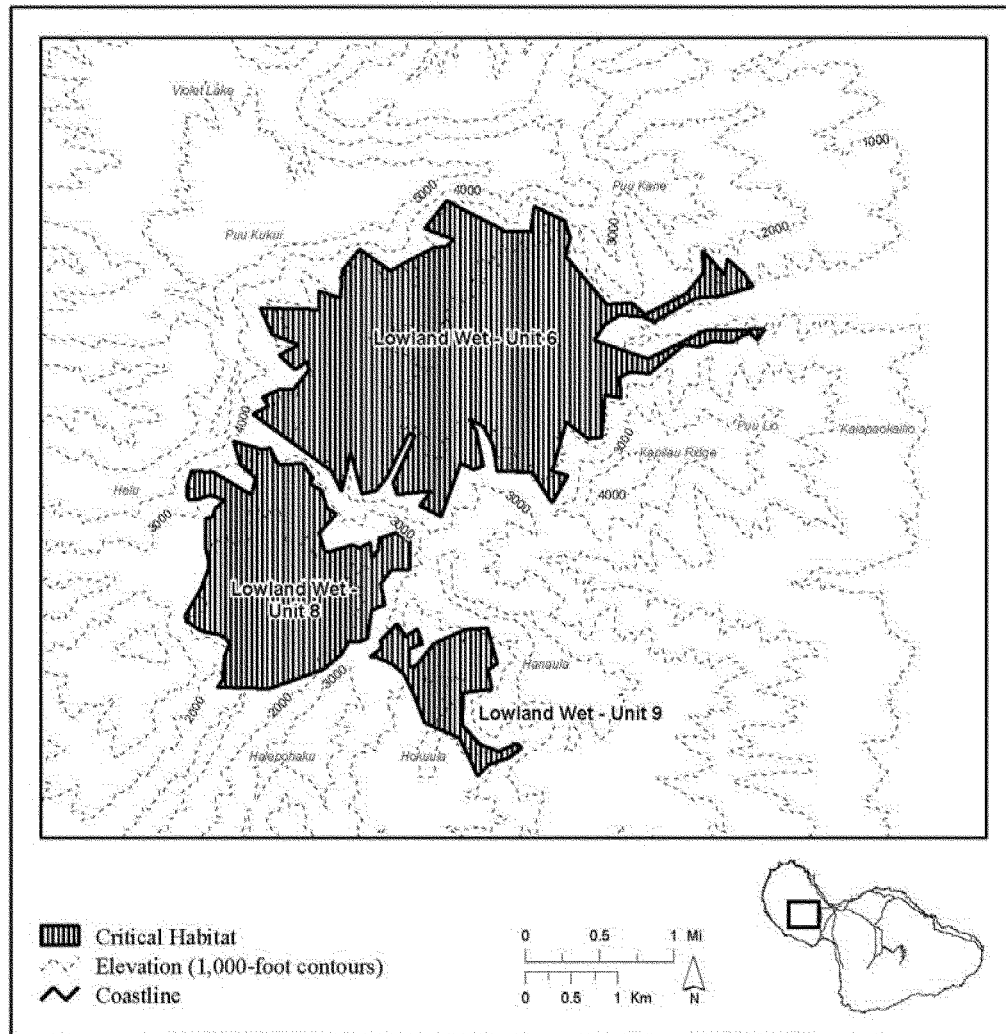 Violet Lake
1000
5000
4000
Puu Kane
2000
3000
Puu Kukui
Lowland Wet - Unit 6
4000
3000
Puu Lio
Kaiapaokailio
Kapilau Ridge
Helu
3000
3000
4000
3000
Lowland Wet -
Unit 8
Hanaula
3000
2000
2000
Lowland Wet - Unit 9
Halepohaku
Hokuula
Critical Habitat
Elevation (1,000-foot contours)
Coastline
0 0.5 1 Mi
0 0.5 1 Km
N